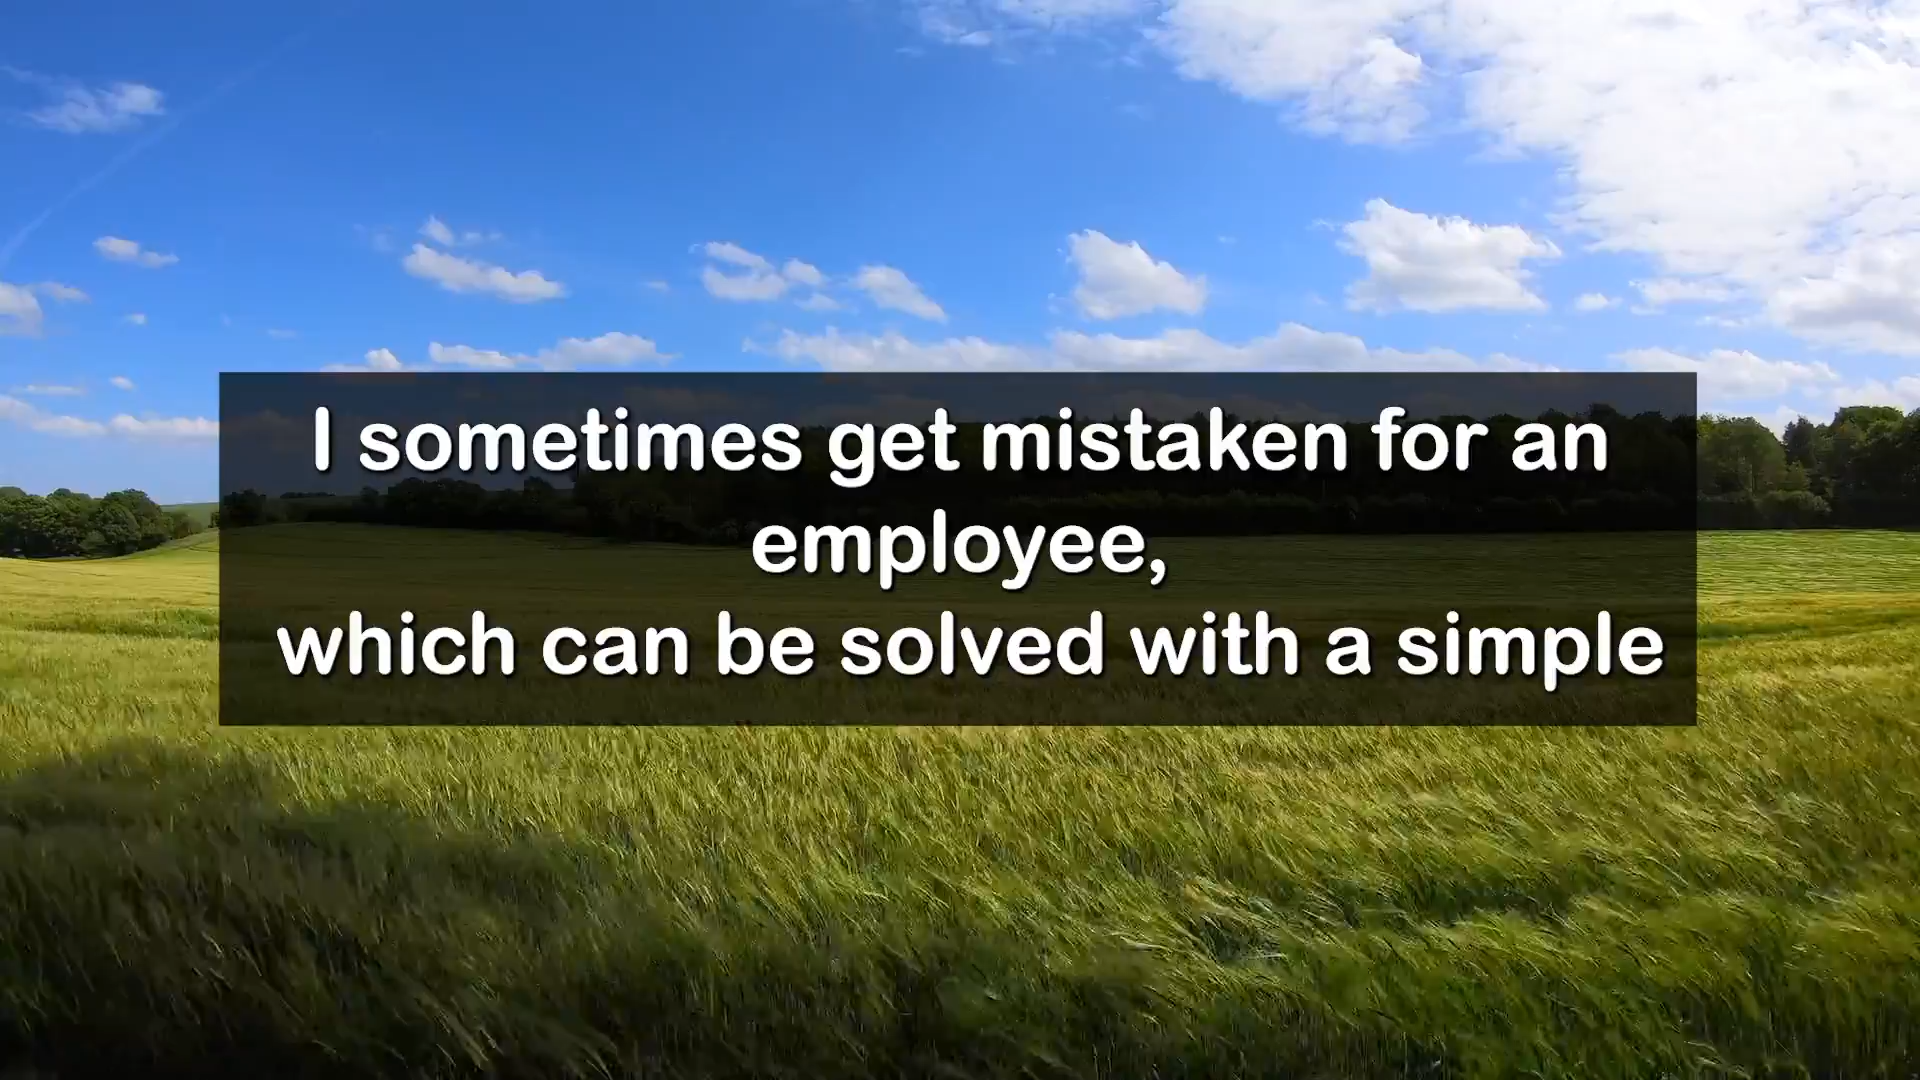 I sometimes get mistaken for an
employee,
which can be solved with a simple